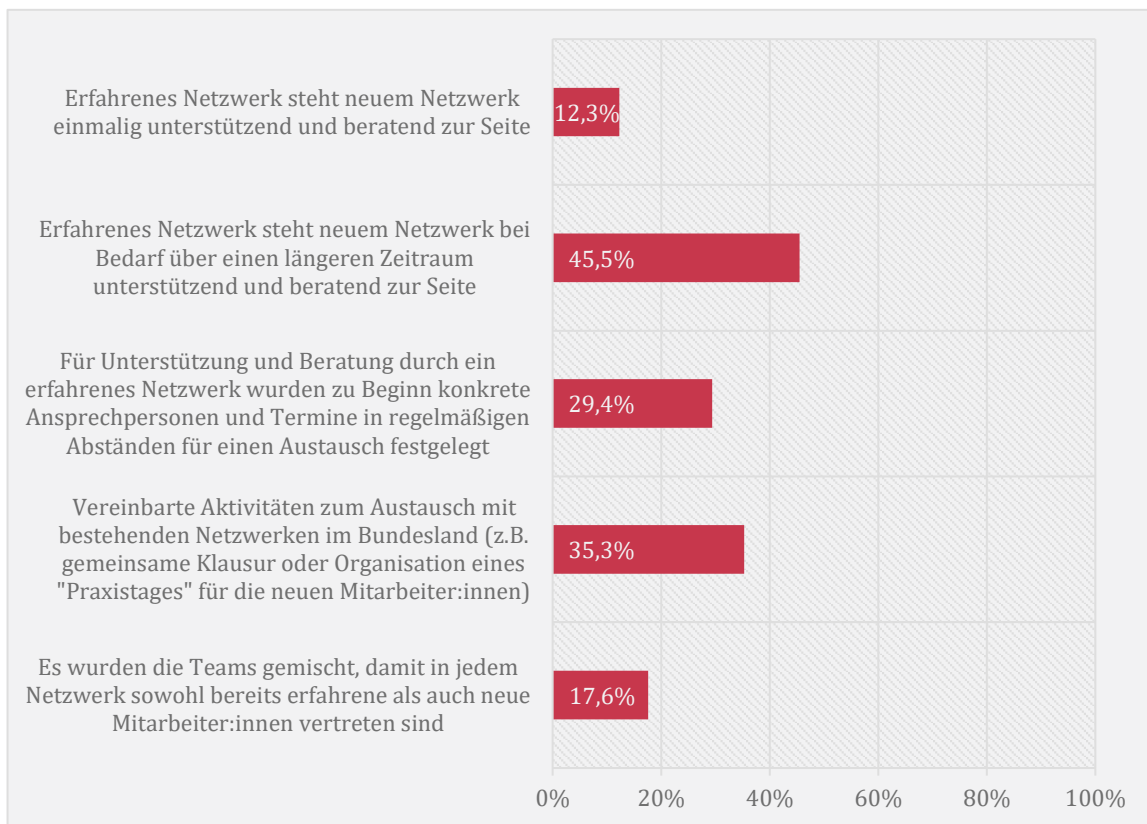 Erfahrenes Netzwerk steht neuem Netzwerk
einmalig unterstützend und beratend zur Seite
12,3%
Erfahrenes Netzwerk steht neuem Netzwerk bei
Bedarf über einen längeren Zeitraum
unterstützend und beratend zur Seite
45,5%
Für Unterstützung und Beratung durch ein
erfahrenes Netzwerk wurden zu Beginn konkrete
Ansprechpersonen und Termine in regelmäßigen
Abständen für einen Austausch festgelegt
29,4%
Vereinbarte Aktivitäten zum Austausch mit
bestehenden Netzwerken im Bundesland (z.B.
gemeinsame Klausur oder Organisation eines
"Praxistages" für die neuen Mitarbeiter:innen)
35,3%
Es wurden die Teams gemischt, damit in jedem
Netzwerk sowohl bereits erfahrene als auch neue
Mitarbeiter:innen vertreten sind
17,6%
0% 20% 40% 60% 80% 100%